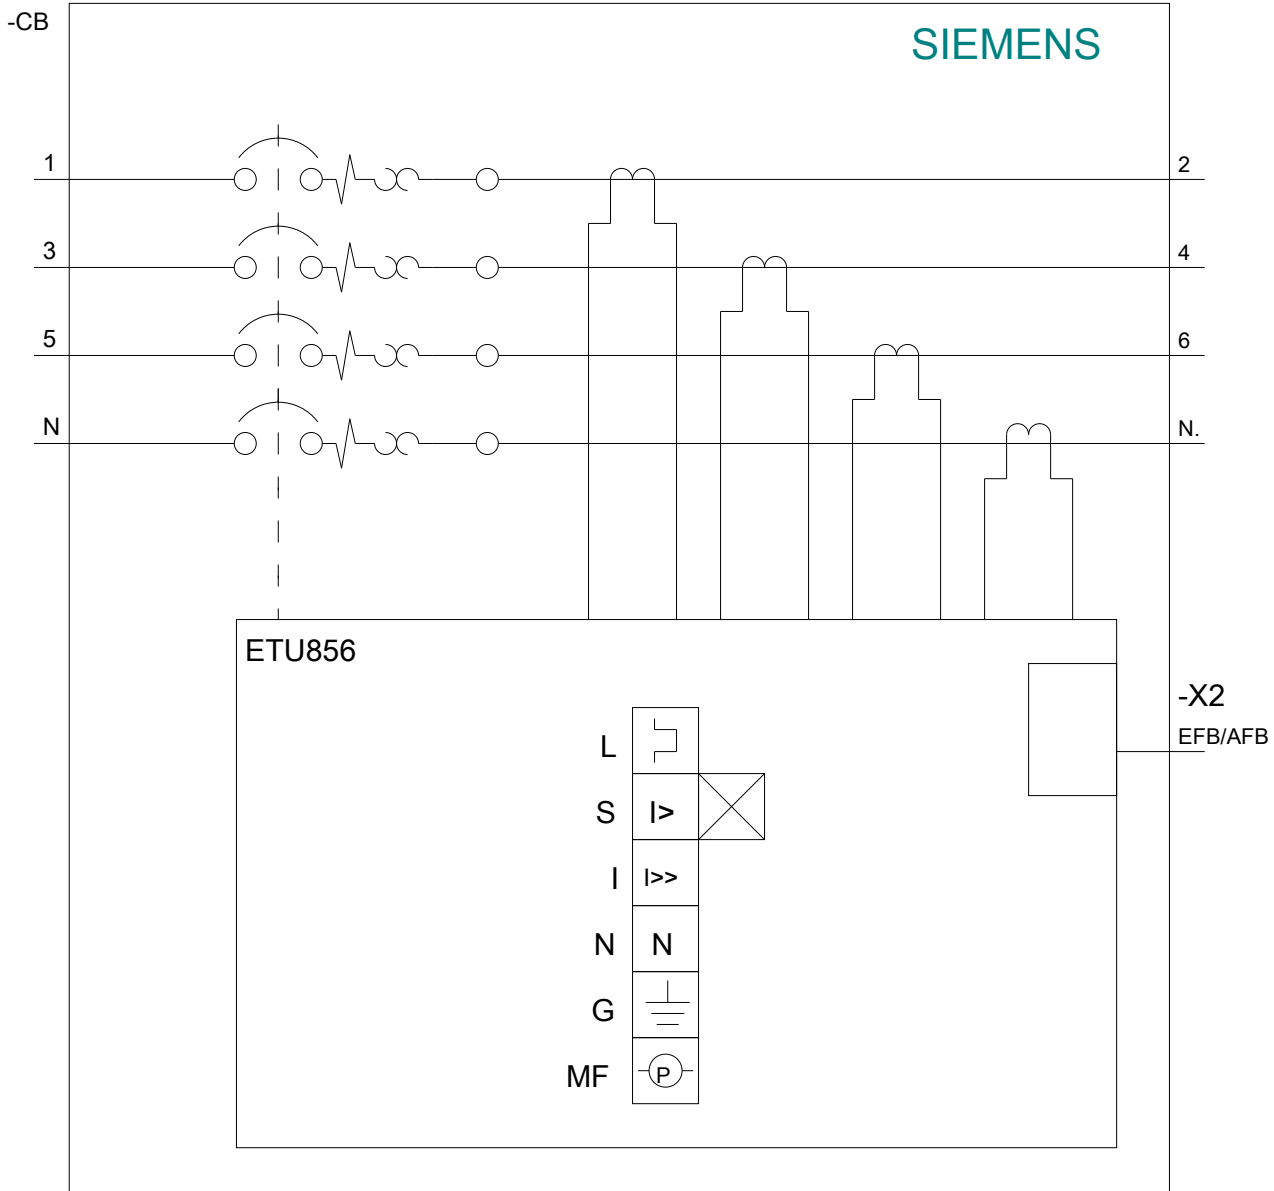 -CB
SIEMENS
1
2
3
4
5
6
N
N.
ETU856
-X2
EFB/AFB
L
S I>
I I>>
N N
G
MF P